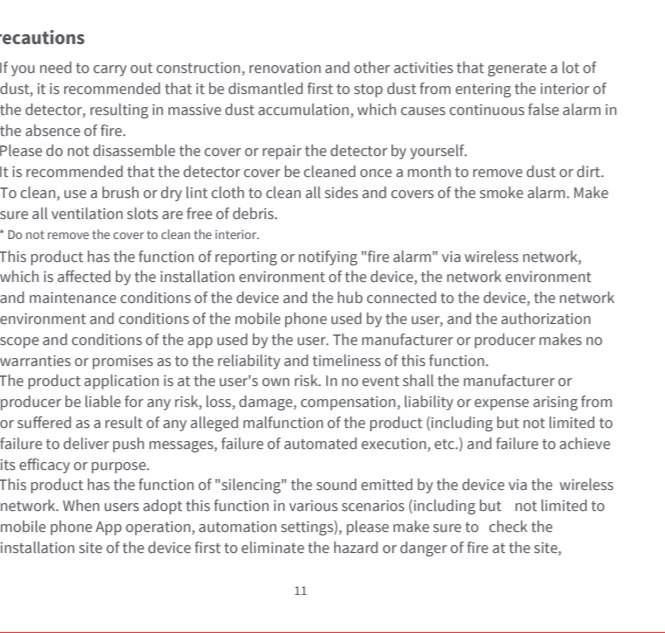 recautions
If you need to carry out construction, renovation and other activities that generate a lot of
dust, it is recommended that it be dismantled first to stop dust from entering the interior of
the detector, resulting in massive dust accumulation, which causes continuous false alarm in
the absence of fire.
Please do not disassemble the cover or repair the detector by yourself.
It is recommended that the detector cover be cleaned once a month to remove dust or dirt.
To clean, use a brush or dry lint cloth to clean all sides and covers of the smoke alarm. Make
sure all ventilation slots are free of debris.
* Do not remove the cover to clean the interior.
This product has the function of reporting or notifying "fire alarm" via wireless network,
which is affected by the installation environment of the device, the network environment
and maintenance conditions of the device and the hub connected to the device, the network
environment and conditions of the mobile phone used by the user, and the authorization
scope and conditions of the app used by the user. The manufacturer or producer makes no
warranties or promises as to the reliability and timeliness of this function.
The product application is at the user's own risk. In no event shall the manufacturer or
producer be liable for any risk, loss, damage, compensation, liability or expense arising from
or suffered as a result of any alleged malfunction of the product (including but not limited to
failure to deliver push messages, failure of automated execution, etc.) and failure to achieve
its efficacy or purpose.
This product has the function of "silencing" the sound emitted by the device via the wireless
network. When users adopt this function in various scenarios (including but not limited to
mobile phone App operation, automation settings), please make sure to check the
installation site of the device first to eliminate the hazard or danger of fire at the site,
11